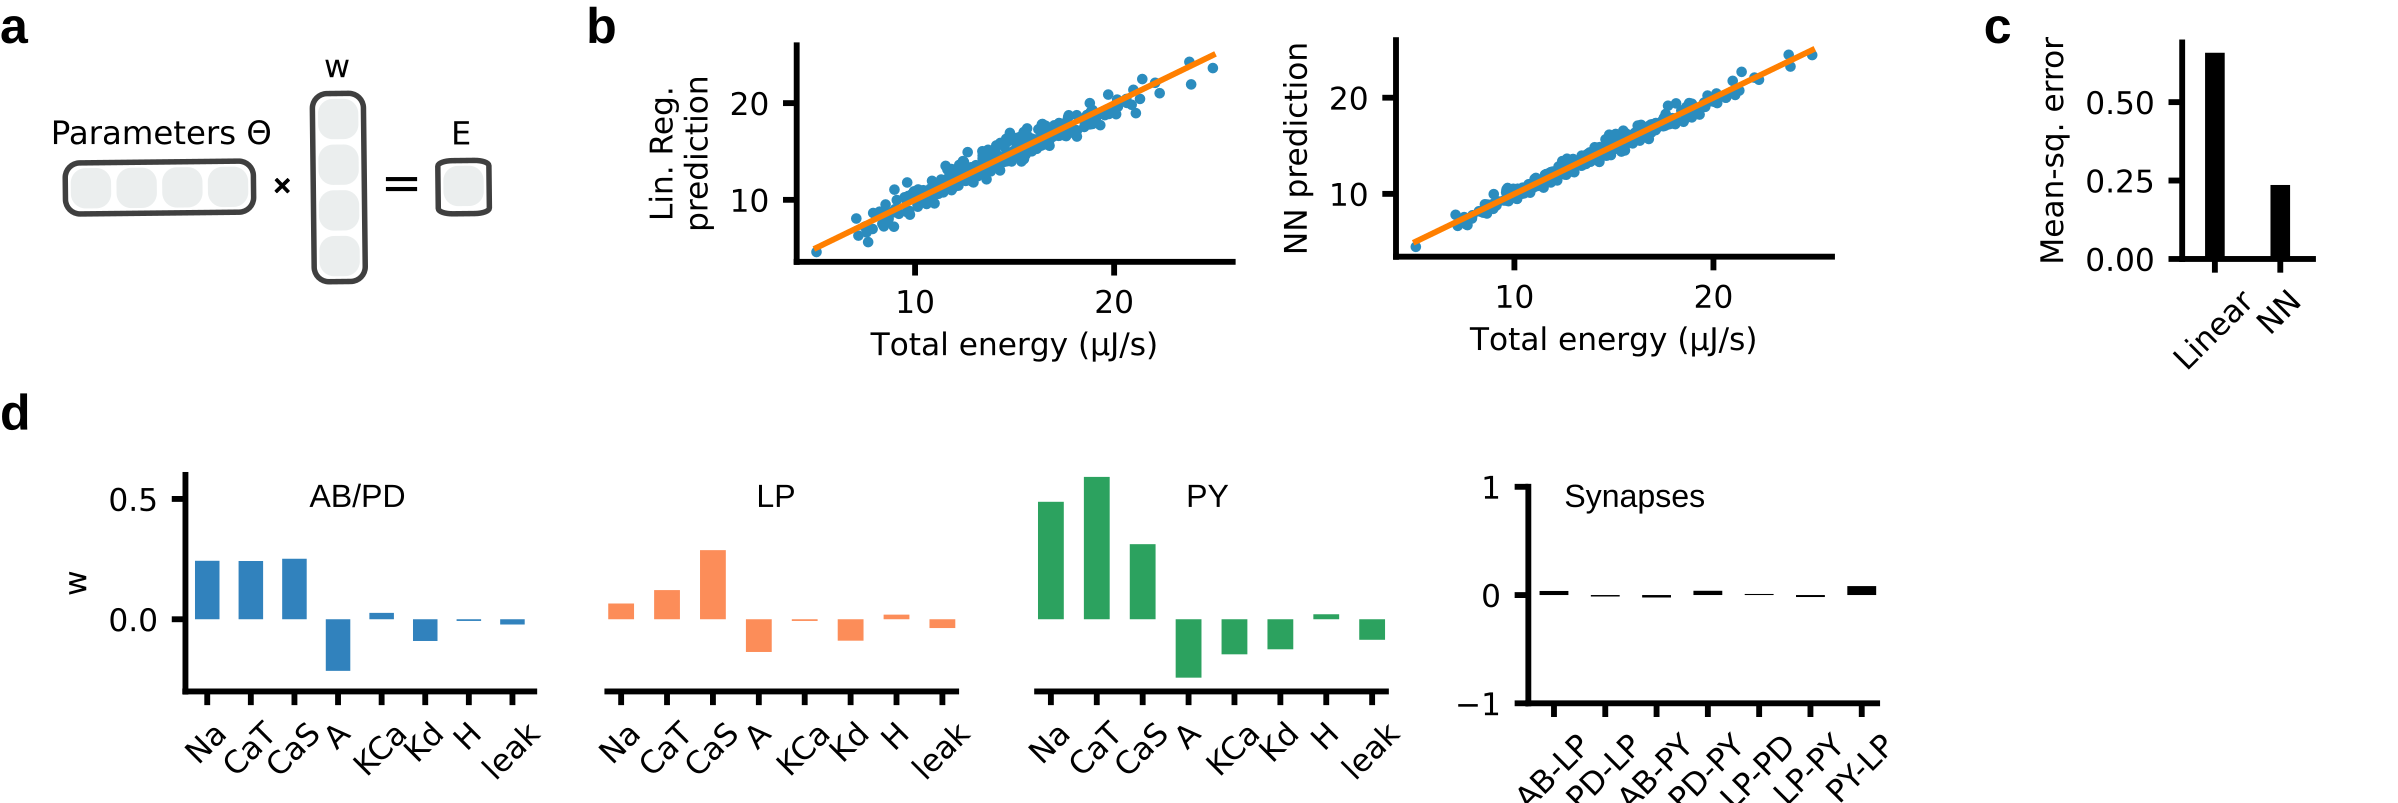 a
w
Parameters Θ
E
×
=
b
Lin. Reg.
prediction
20
10
10
20
Total energy (µJ/s)
NN prediction
20
10
10
20
Total energy (µJ/s)
c
Mean-sq. error
0.50
0.25
0.00
Linear
NN
d
w
0.5
0.0
AB/PD
Na
CaT
CaS
A
KCa
Kd
H
leak
LP
Na
CaT
CaS
A
KCa
Kd
H
leak
PY
Na
CaT
CaS
A
KCa
Kd
H
leak
Synapses
1
0
−1
AB-LP
PD-LP
AB-PY
PD-PY
LP-PD
LP-PY
PY-LP